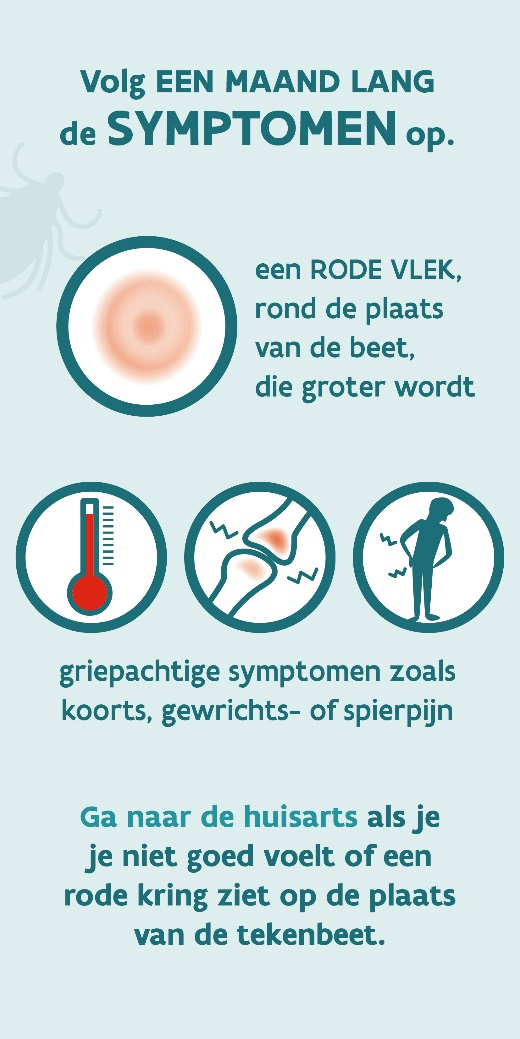 Volg EEN MAAND LANG
de SYMPTOMEN op.
een RODE VLEK,
rond de plaats
van de beet,
die groter wordt
griepachtige symptomen zoals
koorts, gewrichts- of spierpijn
Ga naar de huisarts als je
je niet goed voelt of een
rode kring ziet op de plaats
van de tekenbeet.